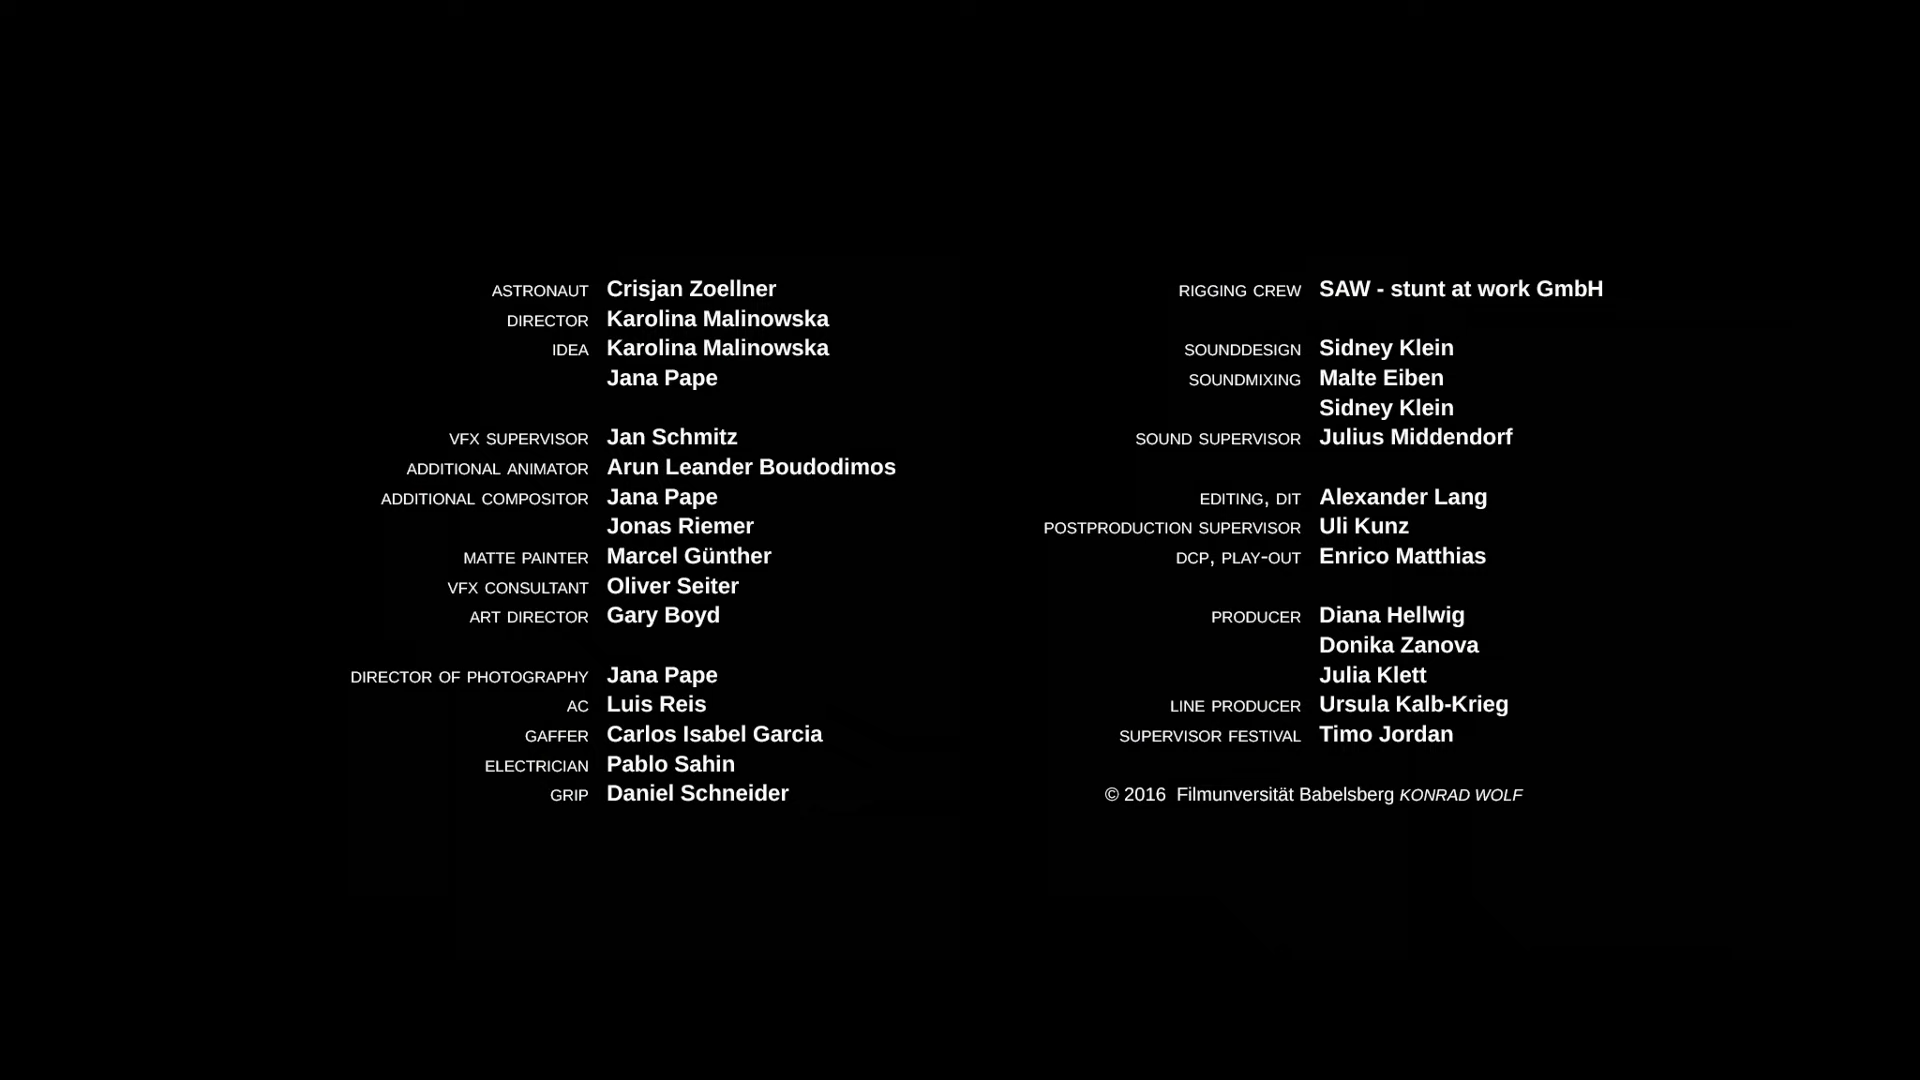 ASTRONAUT Crisjan Zoellner
DIRECTOR Karolina Malinowska
IDEA Karolina Malinowska
Jana Pape
VFX SUPERVISOR Jan Schmitz
ADDITIONAL ANIMATOR Arun Leander Boudodimos
ADDITIONAL COMPOSITOR Jana Pape
Jonas Riemer
MATTE PAINTER Marcel Günther
VFX CONSULTANT Oliver Seiter
ART DIRECTOR Gary Boyd
DIRECTOR OF PHOTOGRAPHY Jana Pape
AC Luis Reis
GAFFER Carlos Isabel Garcia
ELECTRICIAN Pablo Sahin
GRIP Daniel Schneider
RIGGING CREW SAW - stunt at work GmbH
SOUNDDESIGN Sidney Klein
SOUNDMIXING Malte Eiben
Sidney Klein
SOUND SUPERVISOR Julius Middendorf
EDITING, DIT Alexander Lang
POSTPRODUCTION SUPERVISOR Uli Kunz
DCP, PLAY-OUT Enrico Matthias
PRODUCER Diana Hellwig
Donika Zanova
Julia Klett
LINE PRODUCER Ursula Kalb-Krieg
SUPERVISOR FESTIVAL Timo Jordan
© 2016 Filmunversität Babelsberg KONRAD WOLF